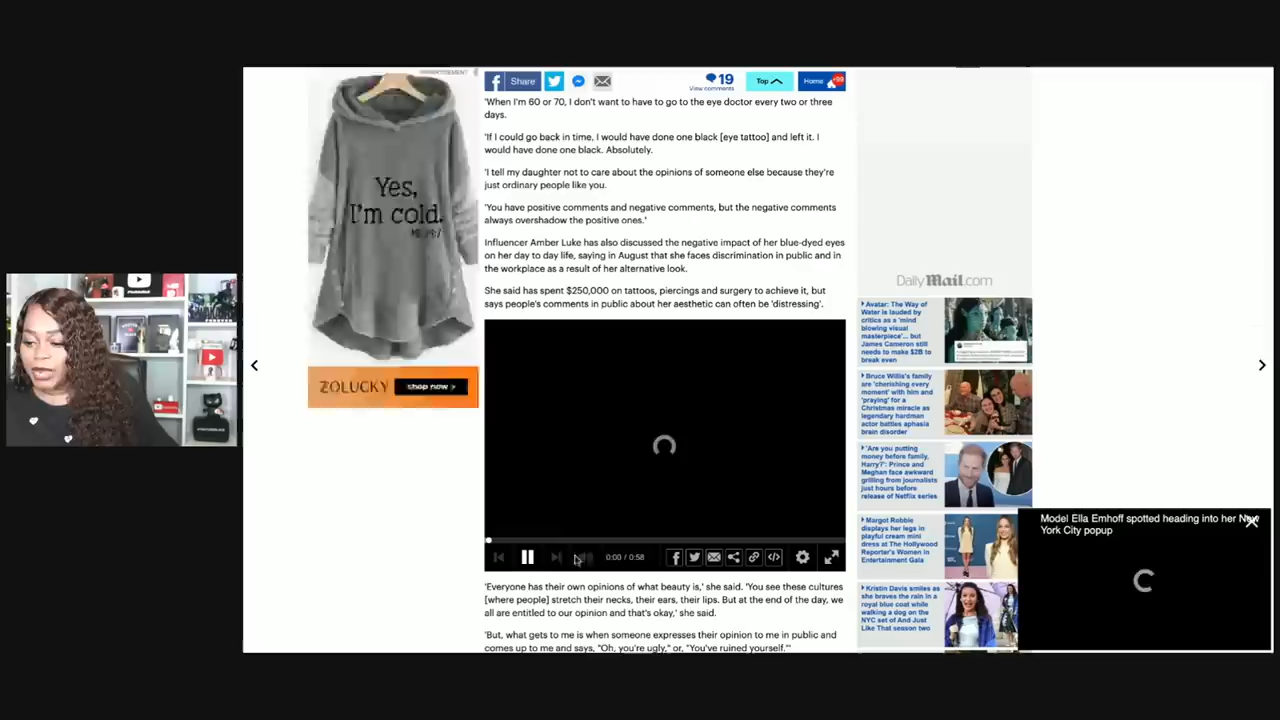 ADVERTISEMENT
Yes,
I'm cold.
ZOLUCKY shop now >
Share
19
View comments
Top
Home +99
'When I'm 60 or 70, I don't want to have to go to the eye doctor every two or three
days.
'If I could go back in time, I would have done one black [eye tattoo] and left it. I
would have done one black. Absolutely.
'I tell my daughter not to care about the opinions of someone else because they're
just ordinary people like you.
'You have positive comments and negative comments, but the negative comments
always overshadow the positive ones.'
Influencer Amber Luke has also discussed the negative impact of her blue-dyed eyes
on her day to day life, saying in August that she faces discrimination in public and in
the workplace as a result of her alternative look.
She said has spent $250,000 on tattoos, piercings and surgery to achieve it, but
says people's comments in public about her aesthetic can often be 'distressing'.
0:00 / 0:58
'Everyone has their own opinions of what beauty is,' she said. 'You see these cultures
[where people] stretch their necks, their ears, their lips. But at the end of the day, we
all are entitled to our opinion and that's okay,' she said.
'But, what gets to me is when someone expresses their opinion to me in public and
comes up to me and says, "Oh, you're ugly," or, "You've ruined yourself."'
Daily Mail.com
Avatar: The Way of
Water is lauded by
critics as a 'mind
blowing visual
masterpiece'... but
James Cameron still
needs to make $2B to
break even
Bruce Willis's family
are 'cherishing every
moment' with him and
'praying' for a
Christmas miracle as
legendary hardman
actor battles aphasia
brain disorder
'Are you putting
money before family,
Harry?': Prince and
Meghan face awkward
grilling from journalists
just hours before
release of Netflix series
Margot Robbie
displays her legs in
playful cream mini
dress at The Hollywood
Reporter's Women in
Entertainment Gala
Kristin Davis smiles as
she braves the rain in a
royal blue coat while
walking a dog on the
NYC set of And Just
Like That season two
Model Ella Emhoff spotted heading into her New
York City popup